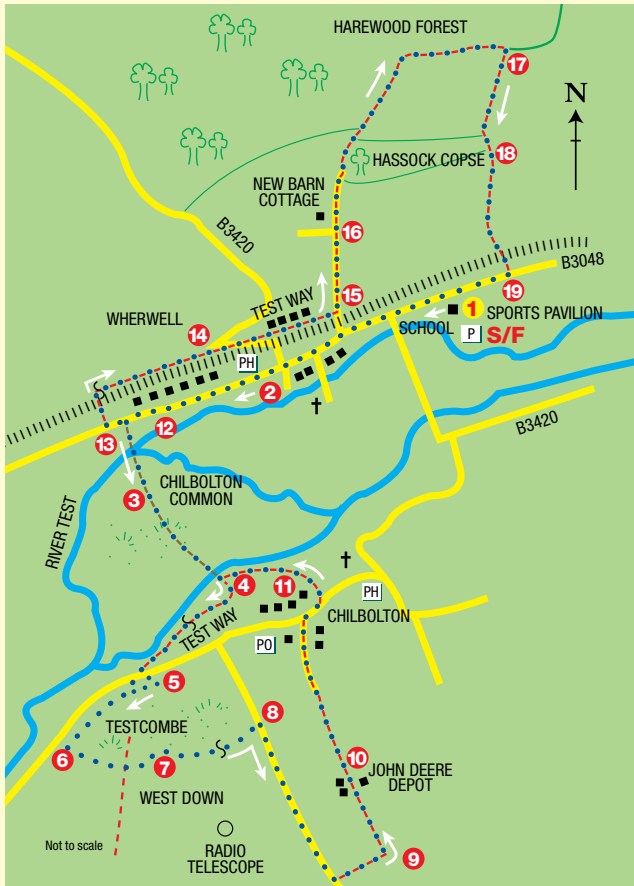 HAREWOOD FOREST
17
N
HASSOCK COPSE
18
NEW BARN
COTTAGE
16
B3420
B3048
TEST WAY
15
19
1
SPORTS PAVILION
WHERWELL
14
SCHOOL
P
S/F
PH
2
B3420
12
13
3
CHILBOLTON
COMMON
RIVER TEST
4
11
PH
CHILBOLTON
TEST WAY
PO
5
8
TESTCOMBE
6
7
10
JOHN DEERE
DEPOT
WEST DOWN
Not to scale
RADIO
TELESCOPE
9